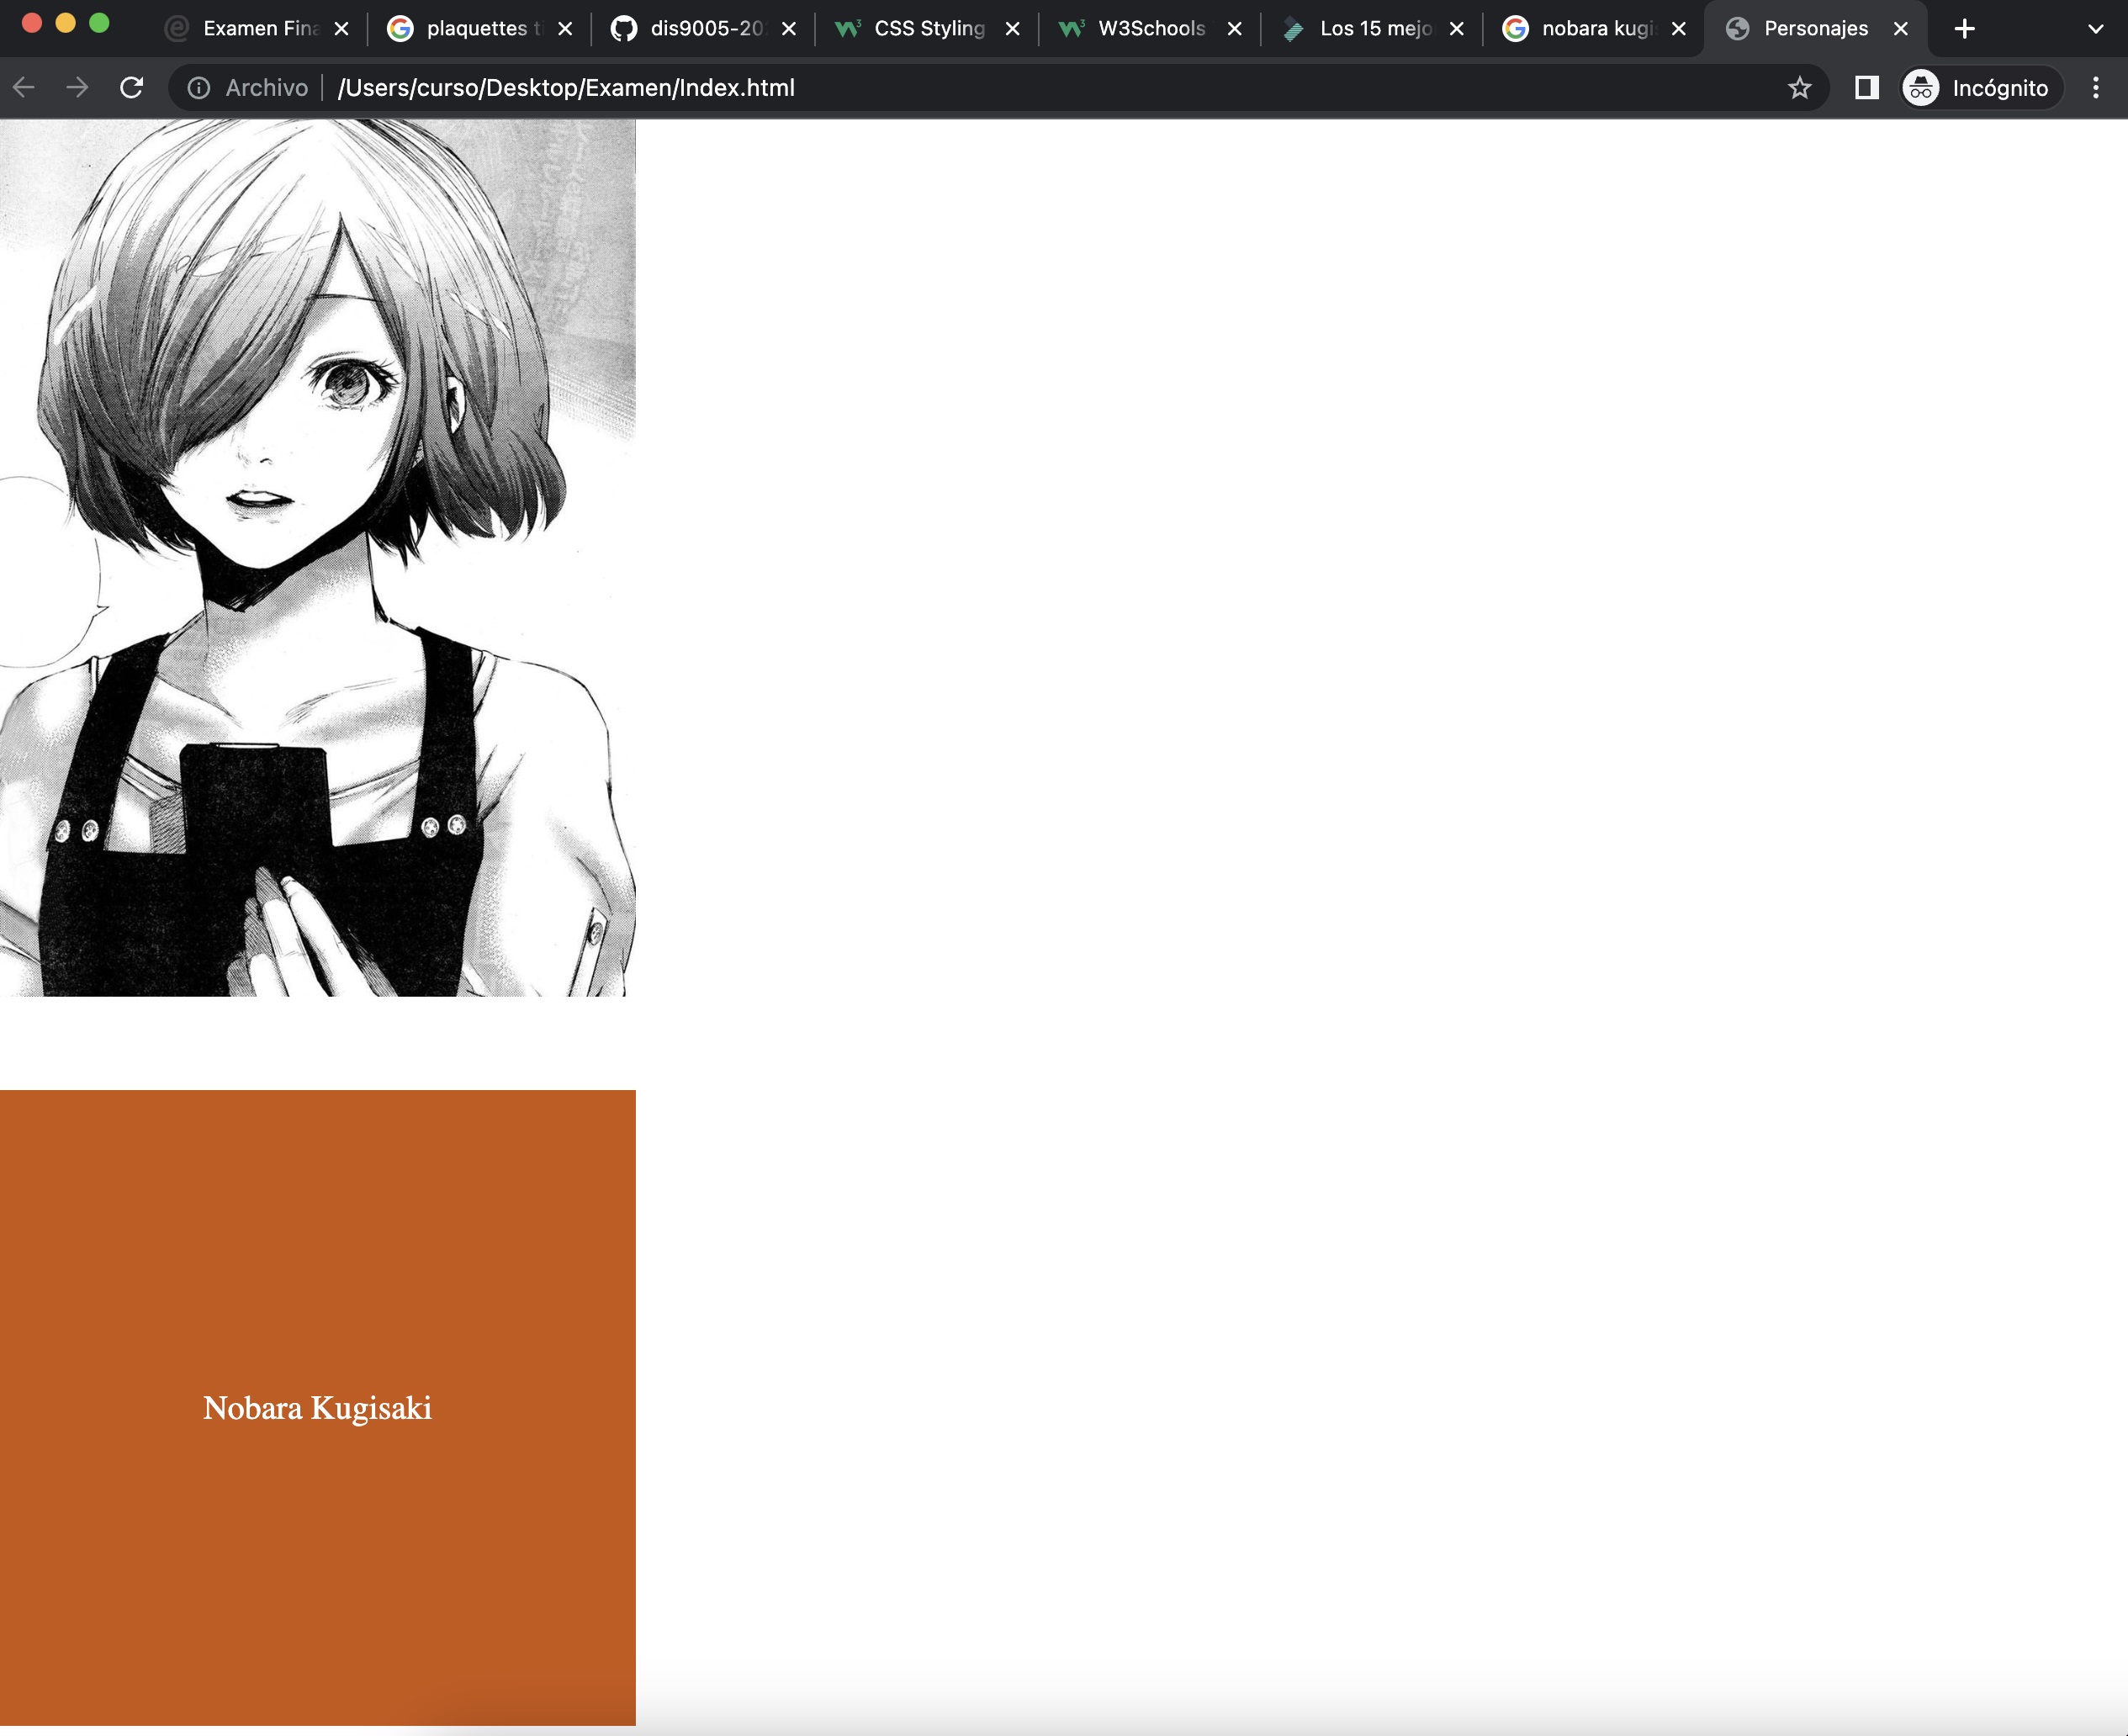 Examen Fina
plaquettes ti
dis9005-20
CSS Styling
W3Schools
Los 15 mejo
nobara kugi
Personajes
Archivo
/Users/curso/Desktop/Examen/Index.html
Incógnito
Nobara Kugisaki